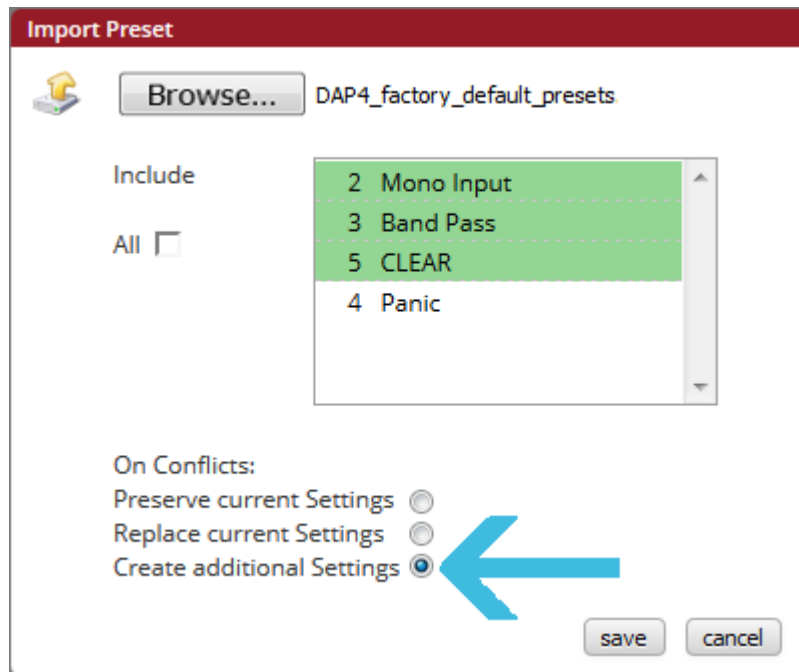 Import Preset
Browse... DAP4_factory_default_presets
Include
All
2 Mono Input
3 Band Pass
5 CLEAR
4 Panic
On Conflicts:
Preserve current Settings
Replace current Settings
Create additional Settings
save cancel